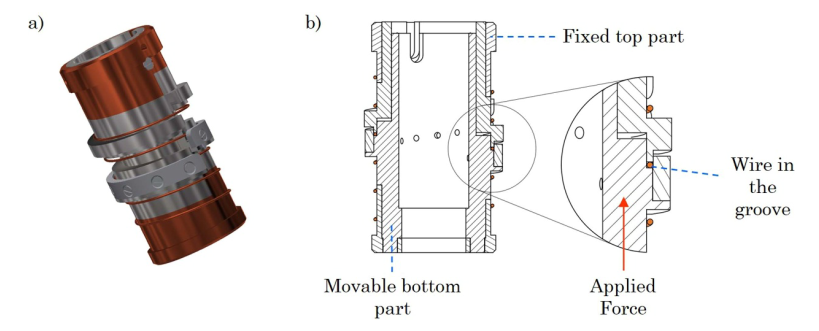 a)
b)
Fixed top part
Wire in
the
groove
Movable bottom
part
Applied
Force